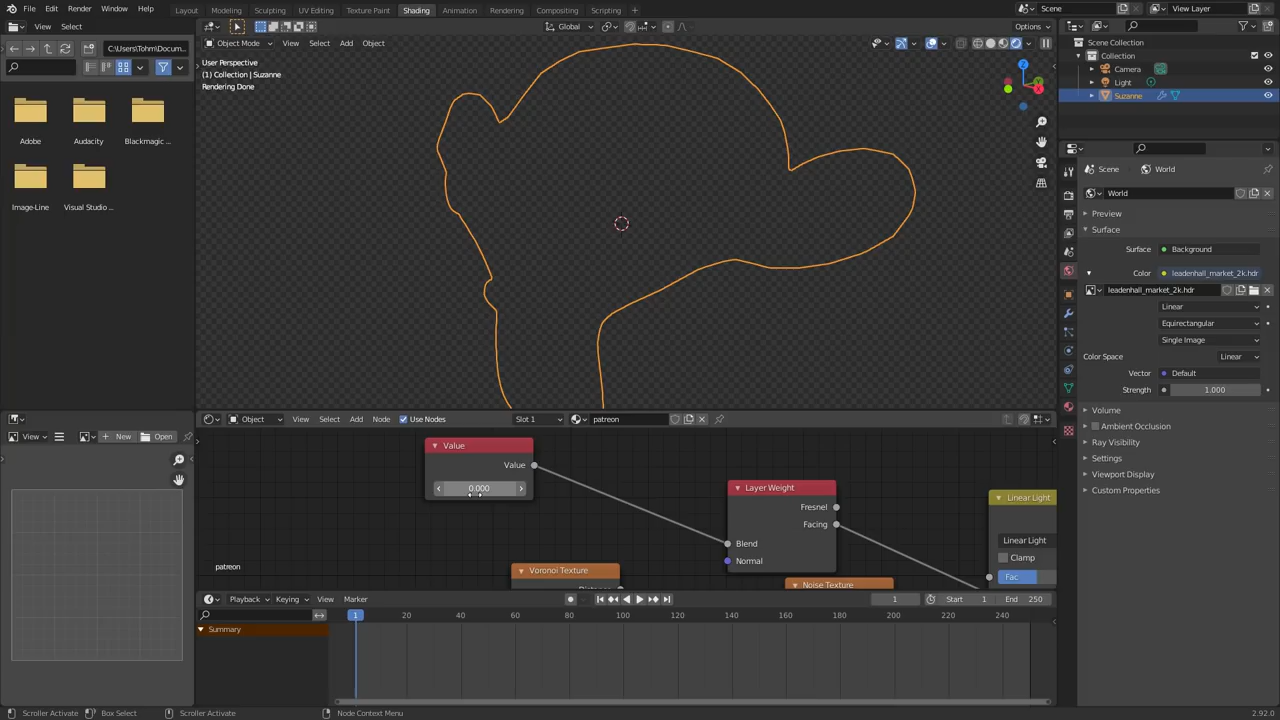 File Edit Render Window Help
Layout Modeling Sculpting UV Editing Texture Paint Shading Animation Rendering Compositing Scripting +
Scene
View Layer
View Select
Global
Options
C:\Users\Tohm\Docum...
Object Mode View Select Add Object
User Perspective
(1) Collection | Suzanne
Rendering Done
Adobe
Audacity
Blackmagic ...
Image-Line
Visual Studio ...
Scene Collection
Collection
Camera
Light
Suzanne
Scene
World
World
Preview
Surface
Surface
Background
Color
leadenhall_market_2k.hdr
leadenhall_market_2k.hdr
Linear
Equirectangular
Single Image
Color Space
Linear
Vector
Default
Strength
1.000
Volume
Ambient Occlusion
Ray Visibility
Settings
Viewport Display
Custom Properties
View
New
Open
Object View Select Add Node Use Nodes
Slot 1
patreon
Value
Value
0.000
Layer Weight
Fresnel
Facing
Blend
Normal
Linear Light
Linear Light
Clamp
Fac
patreon
Voronoi Texture
Noise Texture
Playback Keying View Marker
1
Start 1
End 250
1 20 40 60 80 100 120 140 160 180 200 220 240
Summary
Scroller Activate
Box Select
Scroller Activate
Node Context Menu
2.92.0